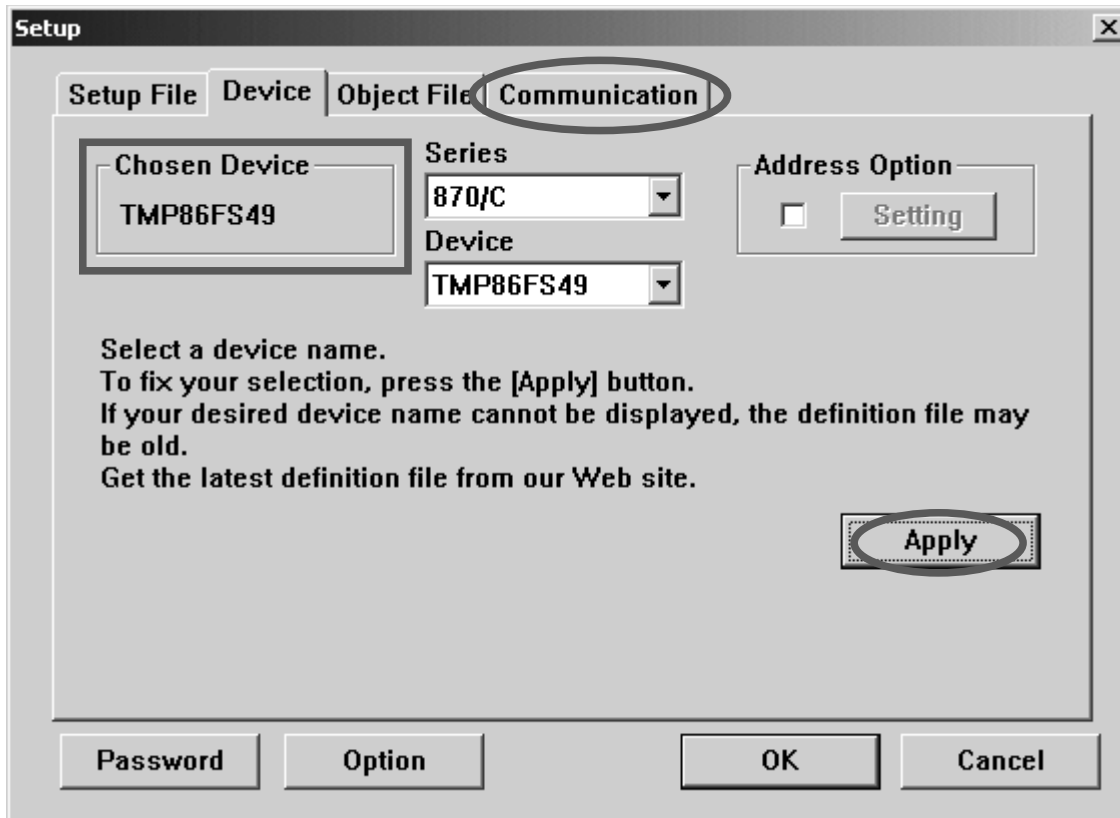 Setup
Setup File Device Object File Communication
Chosen Device
TMP86FS49
Series
870/C
Device
TMP86FS49
Address Option
Setting
Select a device name.
To fix your selection, press the [Apply] button.
If your desired device name cannot be displayed, the definition file may
be old.
Get the latest definition file from our Web site.
Apply
Password Option OK Cancel